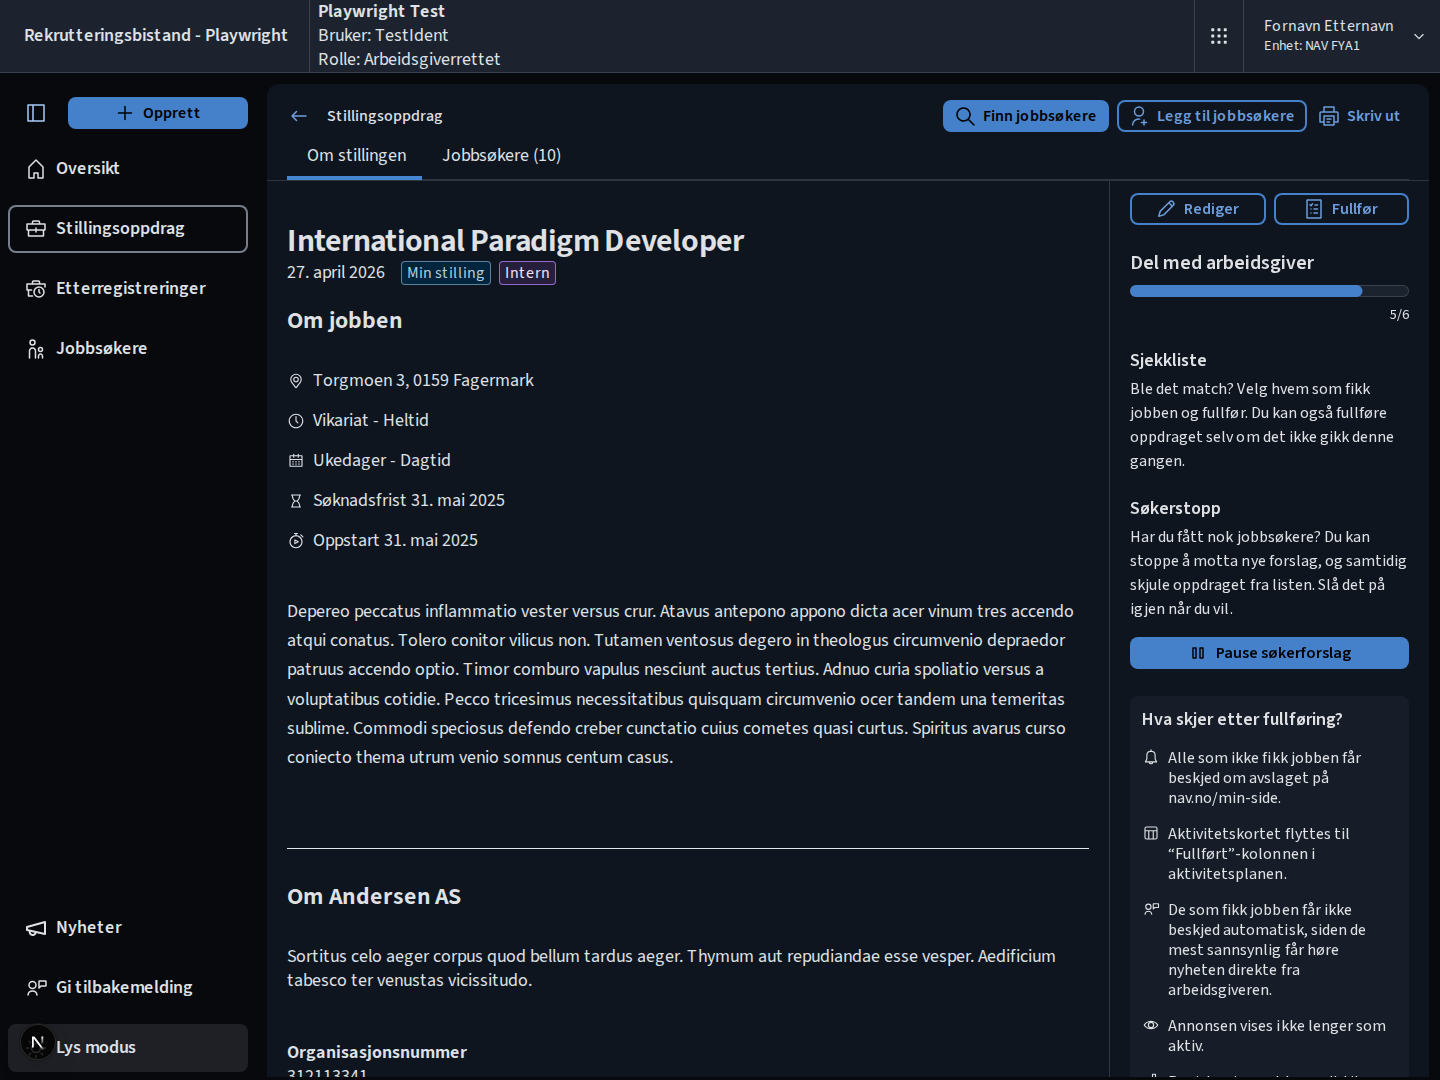 Rekrutteringsbistand - Playwright
Playwright Test
Bruker: TestIdent
Rolle: Arbeidsgiverrettet
Fornavn Etternavn
Enhet: NAV FYA1
Opprett
Oversikt
Stillingsoppdrag
Etterregistreringer
Jobbsøkere
Nyheter
Gi tilbakemelding
N
Lys modus
Stillingsoppdrag
Finn jobbsøkere
Legg til jobbsøkere
Skriv ut
Om stillingen
Jobbsøkere (10)
International Paradigm Developer
27. april 2026
Min stilling
Intern
Om jobben
Torgmoen 3, 0159 Fagermark
Vikariat - Heltid
Ukedager - Dagtid
Søknadsfrist 31. mai 2025
Oppstart 31. mai 2025
Depereo peccatus inflammatio vester versus crur. Atavus antepono appono dicta acer vinum tres accendo
atqui conatus. Tolero conitor vilicus non. Tutamen ventosus degero in theologus circumvenio depraedor
patruus accendo optio. Timor comburo vapulus nesciunt auctus tertius. Adnuo curia spoliatio versus a
voluptatibus cotidie. Pecco tricesimus necessitatibus quisquam circumvenio ocer tandem una temeritas
sublime. Commodi speciosus defendo creber cunctatio cuius cometes quasi curtus. Spiritus avarus curso
coniecto thema utrum venio somnus centum casus.
Om Andersen AS
Sortitus celo aeger corpus quod bellum tardus aeger. Thymum aut repudiandae esse vesper. Aedificium
tabesco ter venustas vicissitudo.
Organisasjonsnummer
312113341
Rediger
Fullfør
Del med arbeidsgiver
5/6
Sjekkliste
Ble det match? Velg hvem som fikk
jobben og fullfør. Du kan også fullføre
oppdraget selv om det ikke gikk denne
gangen.
Søkerstopp
Har du fått nok jobbsøkere? Du kan
stoppe å motta nye forslag, og samtidig
skjule oppdraget fra listen. Slå det på
igjen når du vil.
Pause søkerforslag
Hva skjer etter fullføring?
Alle som ikke fikk jobben får
beskjed om avslaget på
nav.no/min-side.
Aktivitetskortet flyttes til
“Fullført”-kolonnen i
aktivitetsplanen.
De som fikk jobben får ikke
beskjed automatisk, siden de
mest sannsynlig får høre
nyheten direkte fra
arbeidsgiveren.
Annonsen vises ikke lenger som
aktiv.